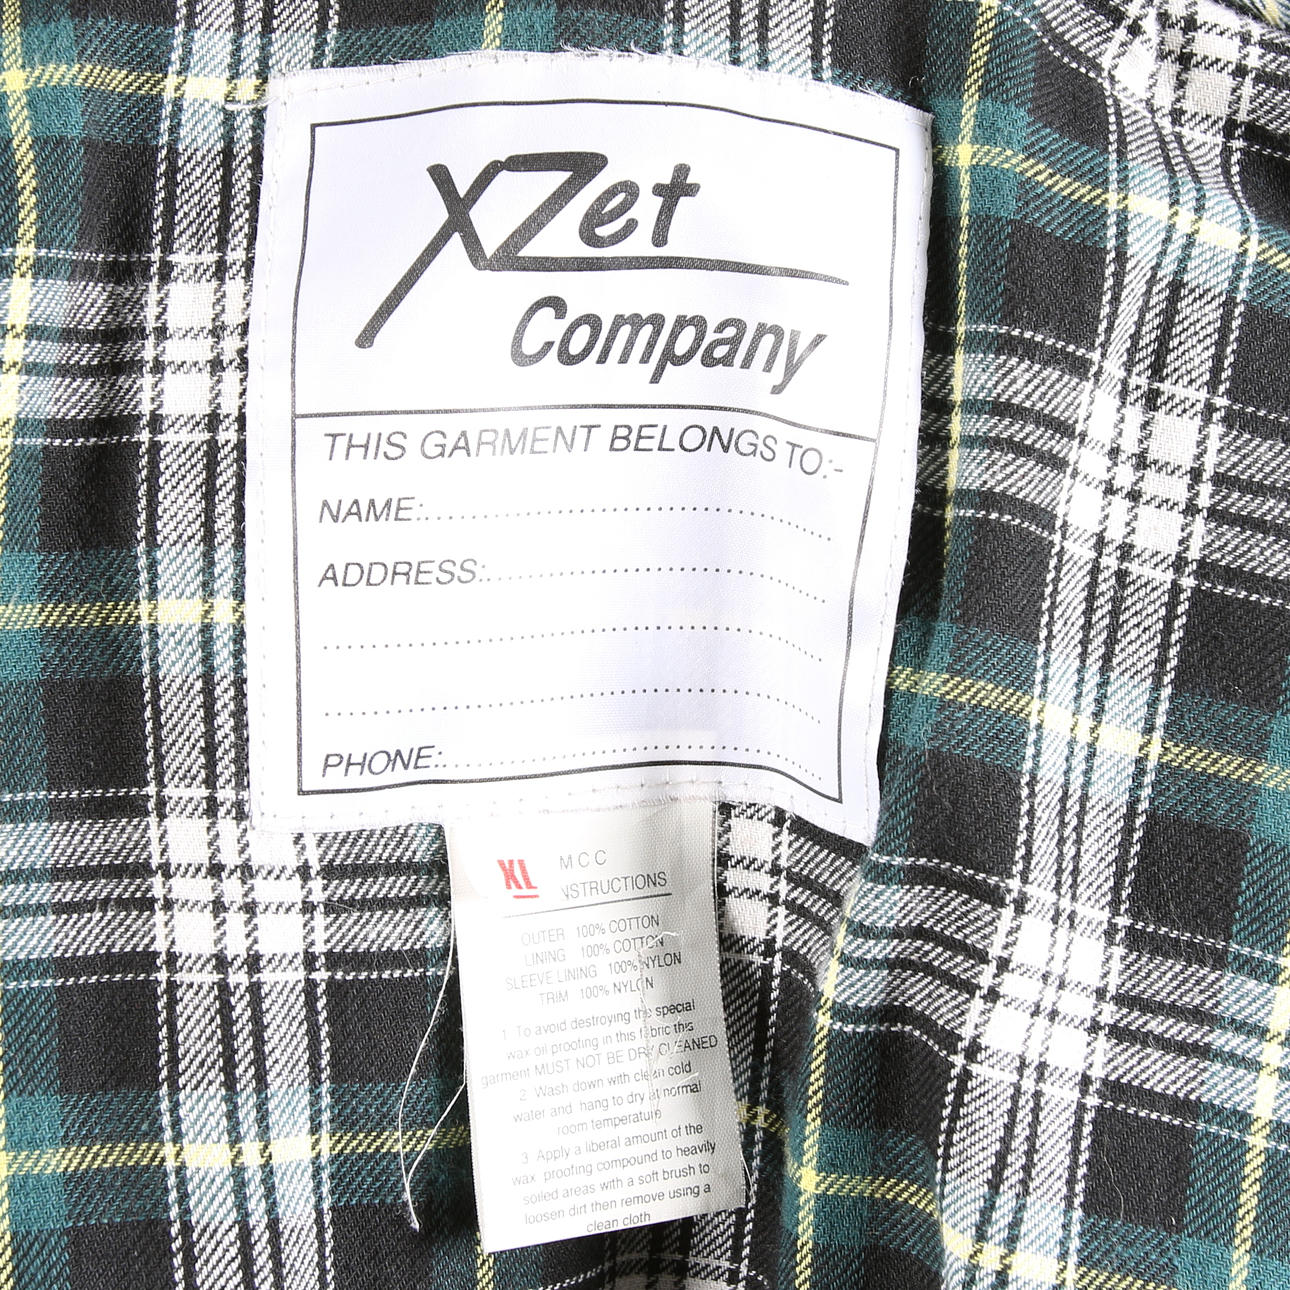 XZet
Company
THIS GARMENT BELONGS TO:-
NAME:
ADDRESS:
PHONE:
XL
M C C
NSTRUCTIONS
OUTER 100% COTTON
LINING 100% COTTON
SLEEVE LINING 100% NYLON
TRIM 100% NYLON
1 To avoid destroying the special
wax oil proofing in this fabric this
garment MUST NOT BE DRY CLEANED
2 Wash down with clean cold
water and hang to dry at normal
room temperature
3 Apply a liberal amount of the
wax proofing compound to heavily
soiled areas with a soft brush to
loosen dirt then remove using a
clean cloth